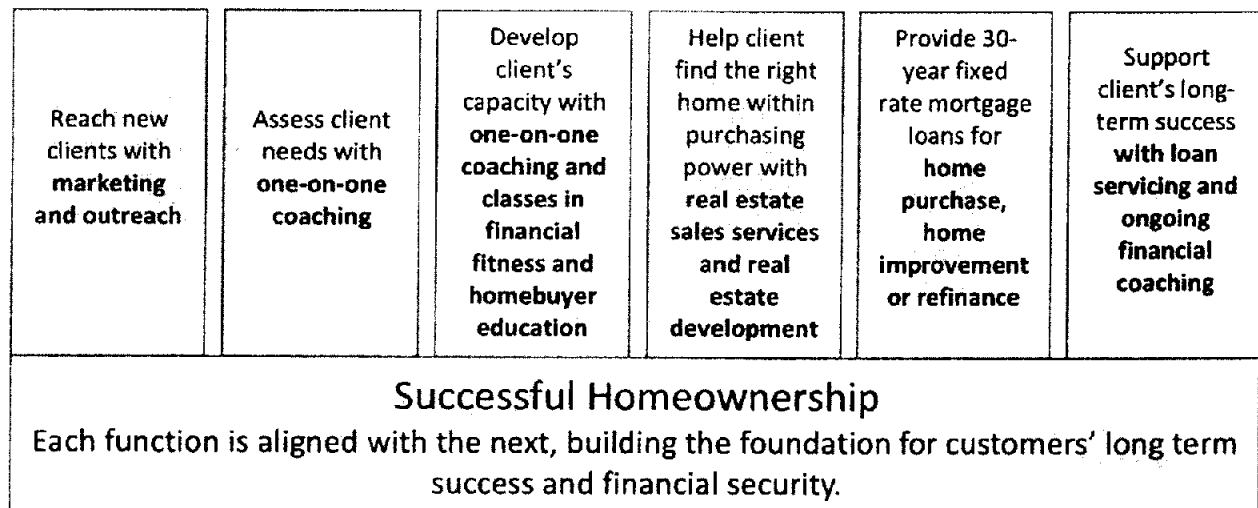 Reach new
clients with
marketing
and outreach
Assess client
needs with
one-on-one
coaching
Develop
client's
capacity with
one-on-one
coaching and
classes in
financial
fitness and
homebuyer
education
Help client
find the right
home within
purchasing
power with
real estate
sales services
and real
estate
development
Provide 30-
year fixed
rate mortgage
loans for
home
purchase,
home
improvement
or refinance
Support
client's long-
term success
with loan
servicing and
ongoing
financial
coaching
Successful Homeownership
Each function is aligned with the next, building the foundation for customers' long term
success and financial security.